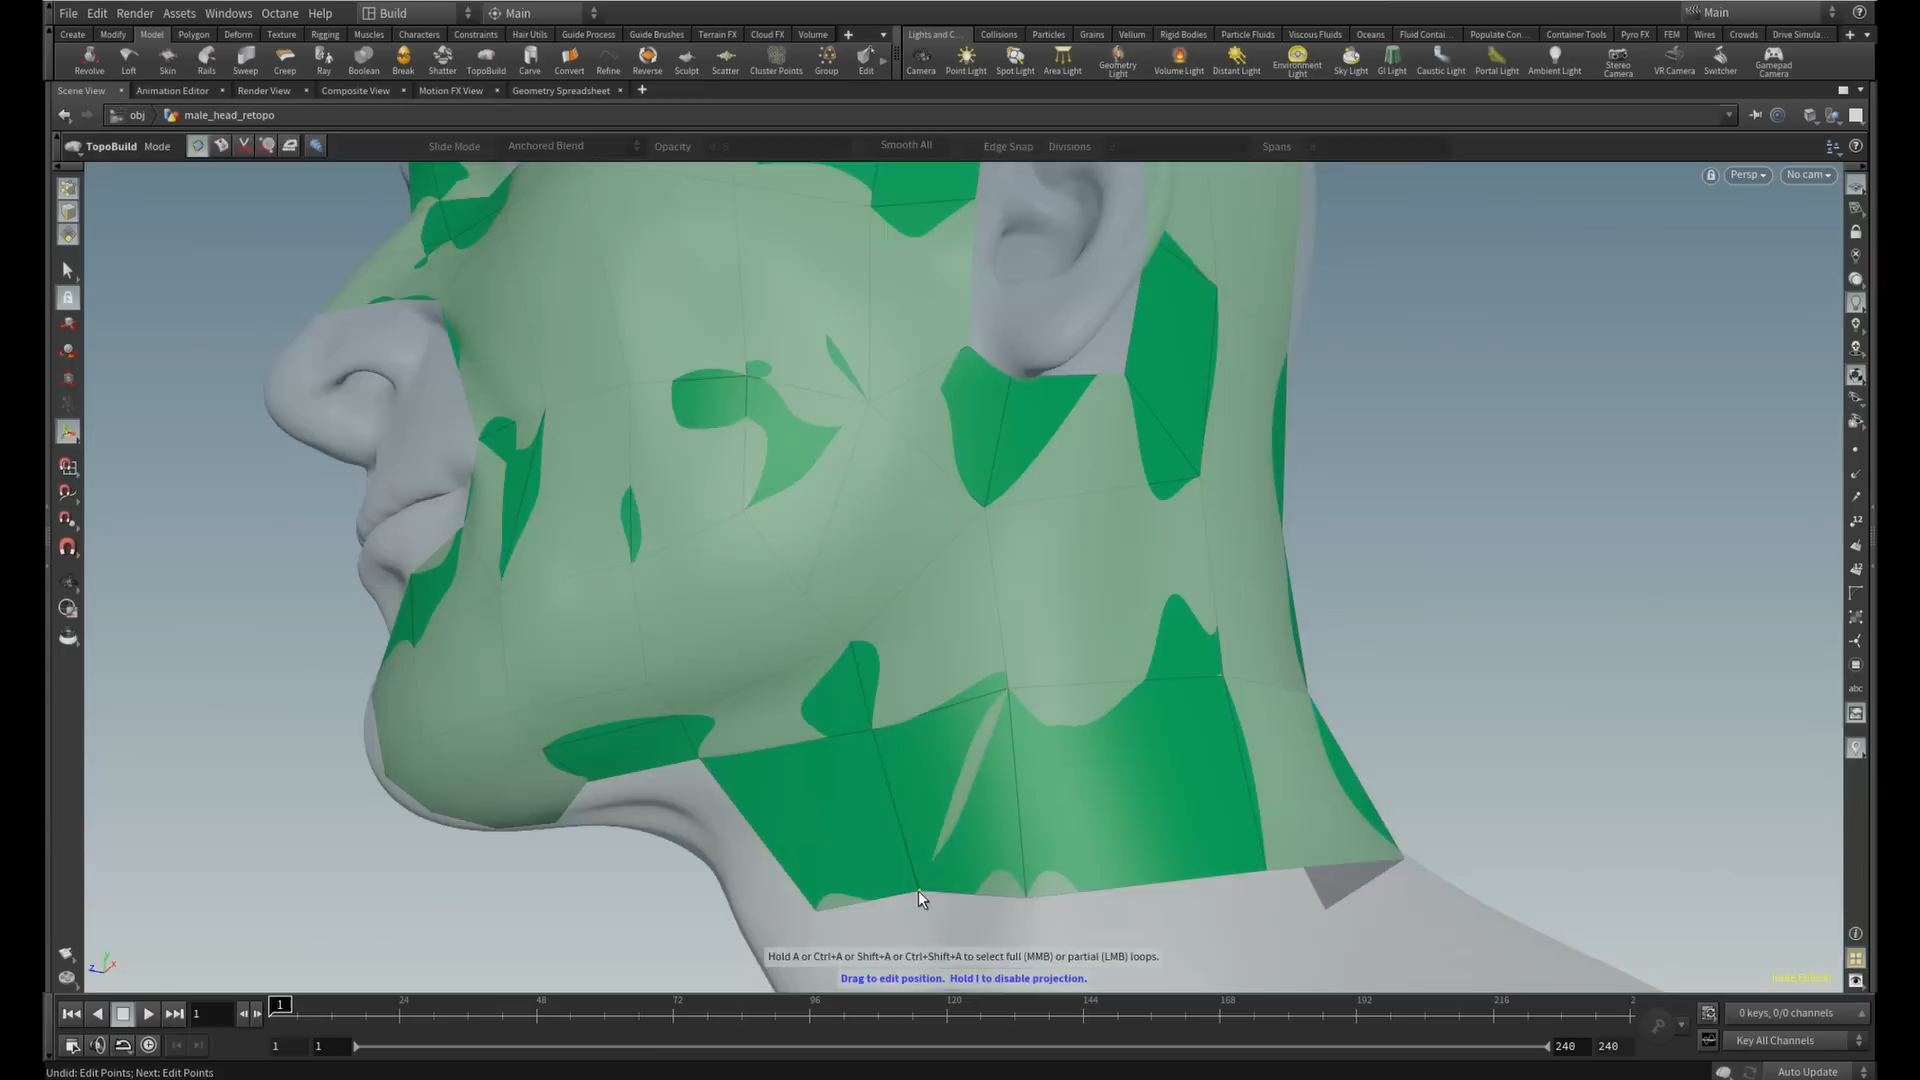 File Edit Render Assets Windows Octane Help Build Main Main
Create Modify Model Polygon Deform Texture Rigging Muscles Characters Constraints Hair Utils Guide Process Guide Brushes Terrain FX Cloud FX Volume Lights and C... Collisions Particles Grains Vellum Rigid Bodies Particle Fluids Viscous Fluids Oceans Fluid Contai... Populate Con... Container Tools Pyro FX FEM Wires Crowds Drive Simula...
Revolve Loft Skin Rails Sweep Creep Ray Boolean Break Shatter TopoBuild Carve Convert Refine Reverse Sculpt Scatter Cluster Points Group Edit Camera Point Light Spot Light Area Light Geometry Light Volume Light Distant Light Environment Light Sky Light GI Light Caustic Light Portal Light Ambient Light Stereo Camera VR Camera Switcher Gamepad Camera
Scene View Animation Editor Render View Composite View Motion FX View Geometry Spreadsheet
obj male_head_retopo
TopoBuild Mode Slide Mode Anchored Blend Opacity Smooth All Edge Snap Divisions Spans
Persp No cam
12
12
abc
Hold A or Ctrl+A or Shift+A or Ctrl+Shift+A to select full (MMB) or partial (LMB) loops.
Drag to edit position. Hold I to disable projection.
1 1 24 48 72 96 120 144 168 192 216 2 0 keys, 0/0 channels
1 1 240 240 Key All Channels
Undid: Edit Points; Next: Edit Points Auto Update